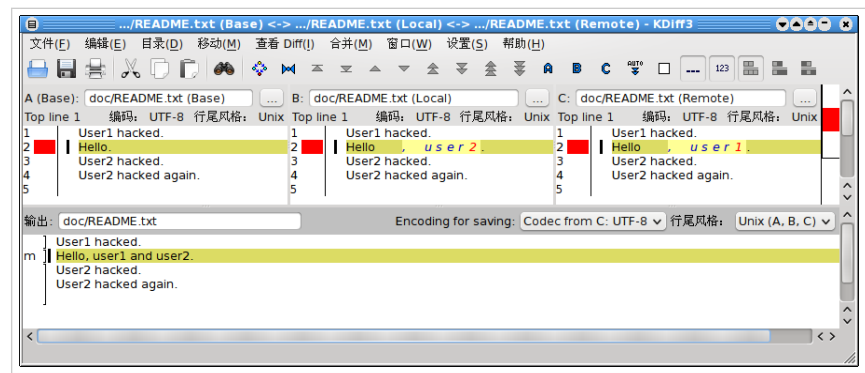 .../README.txt (Base) <-> .../README.txt (Local) <-> .../README.txt (Remote) - KDiff3
文件(F) 编辑(E) 目录(D) 移动(M) 查看 Diff(I) 合并(M) 窗口(W) 设置(S) 帮助(H)
A B C AUTO 123
A (Base): doc/README.txt (Base) ... B: doc/README.txt (Local) ... C: doc/README.txt (Remote) ...
Top line 1 编码: UTF-8 行尾风格: Unix Top line 1 编码: UTF-8 行尾风格: Unix Top line 1 编码: UTF-8 行尾风格: Unix
1 User1 hacked. 1 User1 hacked. 1 User1 hacked.
2 Hello. 2 Hello , user2. 2 Hello , user1.
3 User2 hacked. 3 User2 hacked. 3 User2 hacked.
4 User2 hacked again. 4 User2 hacked again. 4 User2 hacked again.
5 5 5
输出: doc/README.txt Encoding for saving: Codec from C: UTF-8 行尾风格: Unix (A, B, C)
User1 hacked.
m Hello, user1 and user2.
User2 hacked.
User2 hacked again.